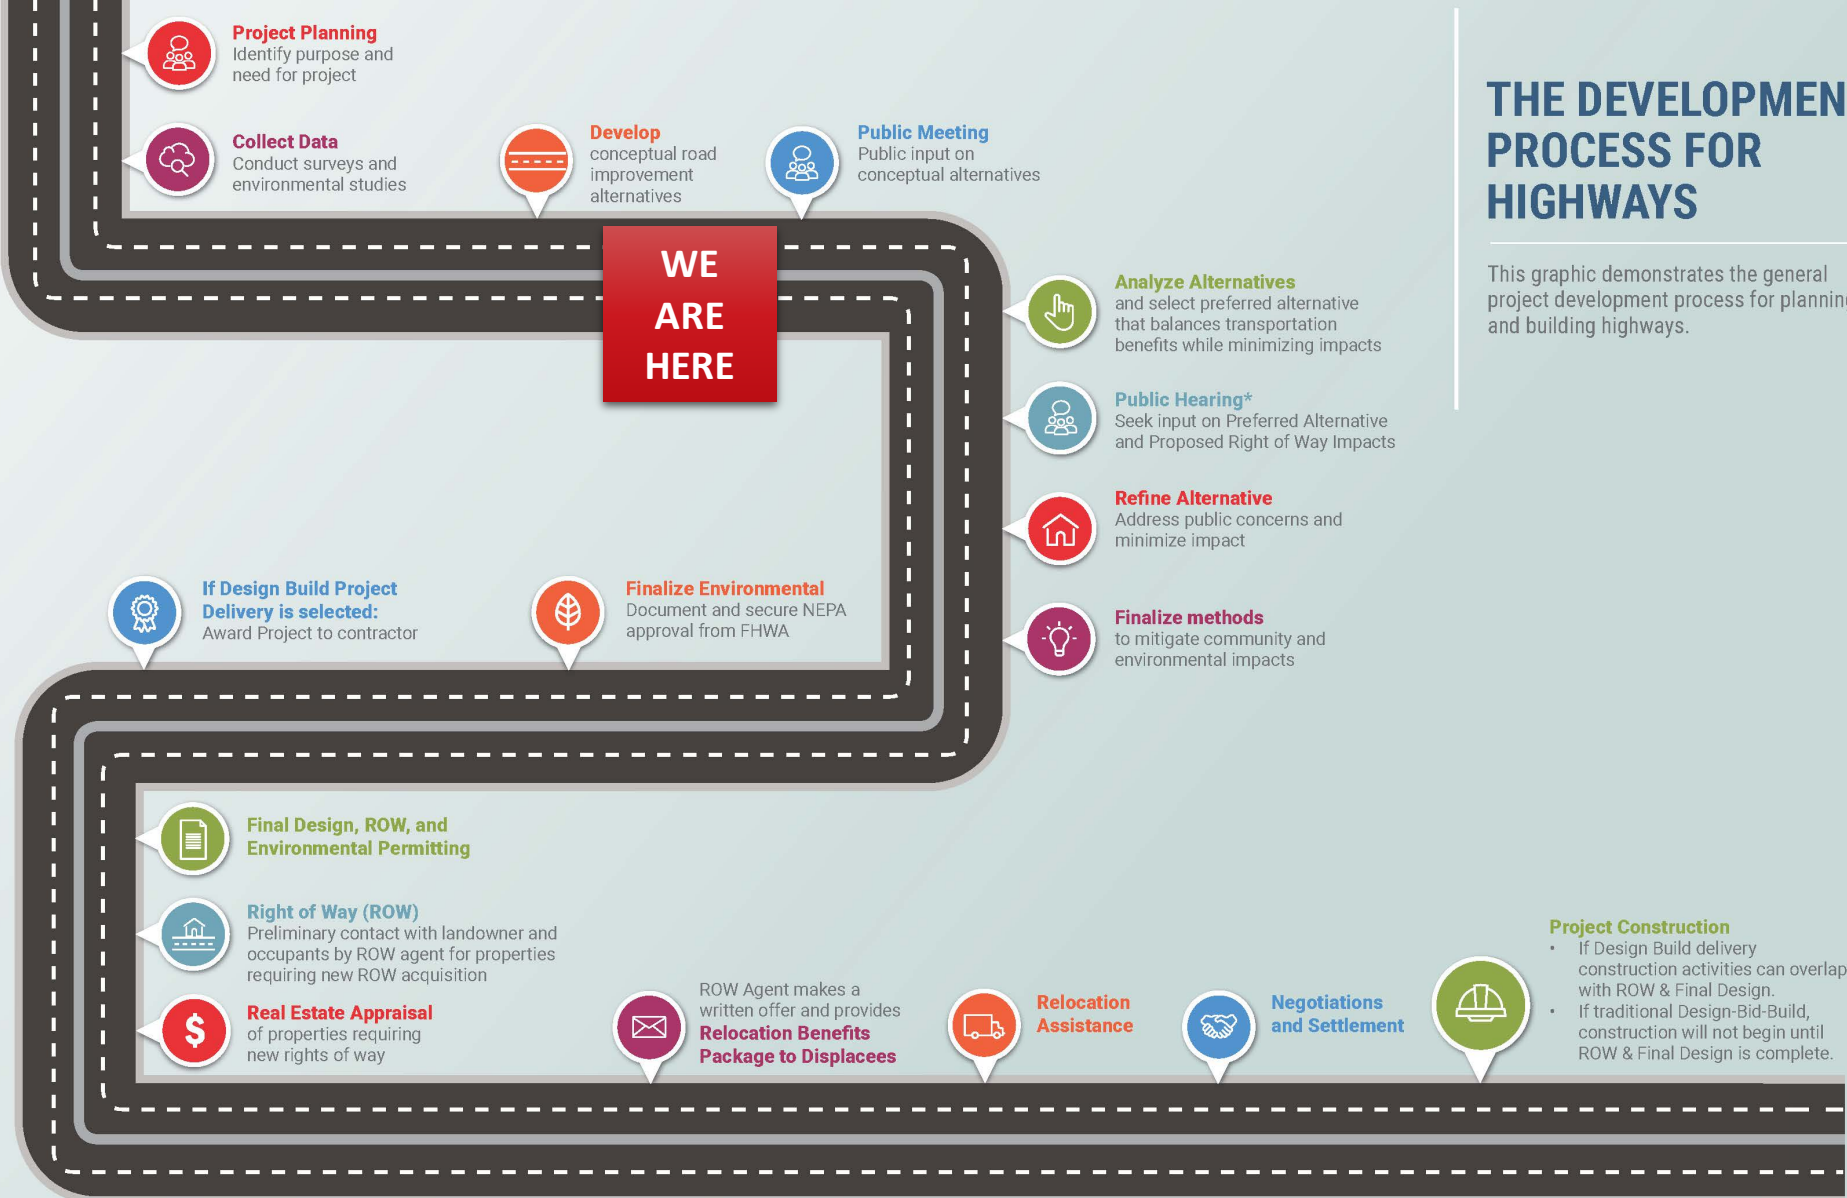 Project Planning
Identify purpose and
need for project
Collect Data
Conduct surveys and
environmental studies
Develop
conceptual road
improvement
alternatives
Public Meeting
Public input on
conceptual alternatives
WE
ARE
HERE
THE DEVELOPMEN
PROCESS FOR
HIGHWAYS
This graphic demonstrates the general
project development process for plannin
and building highways.
Analyze Alternatives
and select preferred alternative
that balances transportation
benefits while minimizing impacts
Public Hearing*
Seek input on Preferred Alternative
and Proposed Right of Way Impacts
Refine Alternative
Address public concerns and
minimize impact
Finalize methods
to mitigate community and
environmental impacts
Finalize Environmental
Document and secure NEPA
approval from FHWA
If Design Build Project
Delivery is selected:
Award Project to contractor
Final Design, ROW, and
Environmental Permitting
Right of Way (ROW)
Preliminary contact with landowner and
occupants by ROW agent for properties
requiring new ROW acquisition
$
Real Estate Appraisal
of properties requiring
new rights of way
ROW Agent makes a
written offer and provides
Relocation Benefits
Package to Displacees
Relocation
Assistance
Negotiations
and Settlement
Project Construction
• If Design Build delivery
construction activities can overlap
with ROW & Final Design.
• If traditional Design-Bid-Build,
construction will not begin until
ROW & Final Design is complete.